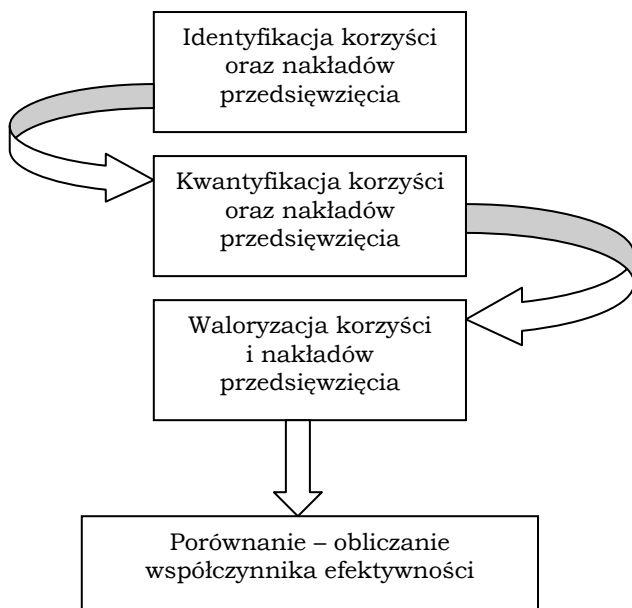 Identyfikacja korzyści
oraz nakładów
przedsięwzięcia
Kwantyfikacja korzyści
oraz nakładów
przedsięwzięcia
Waloryzacja korzyści
i nakładów
przedsięwzięcia
Porównanie – obliczanie
współczynnika efektywności